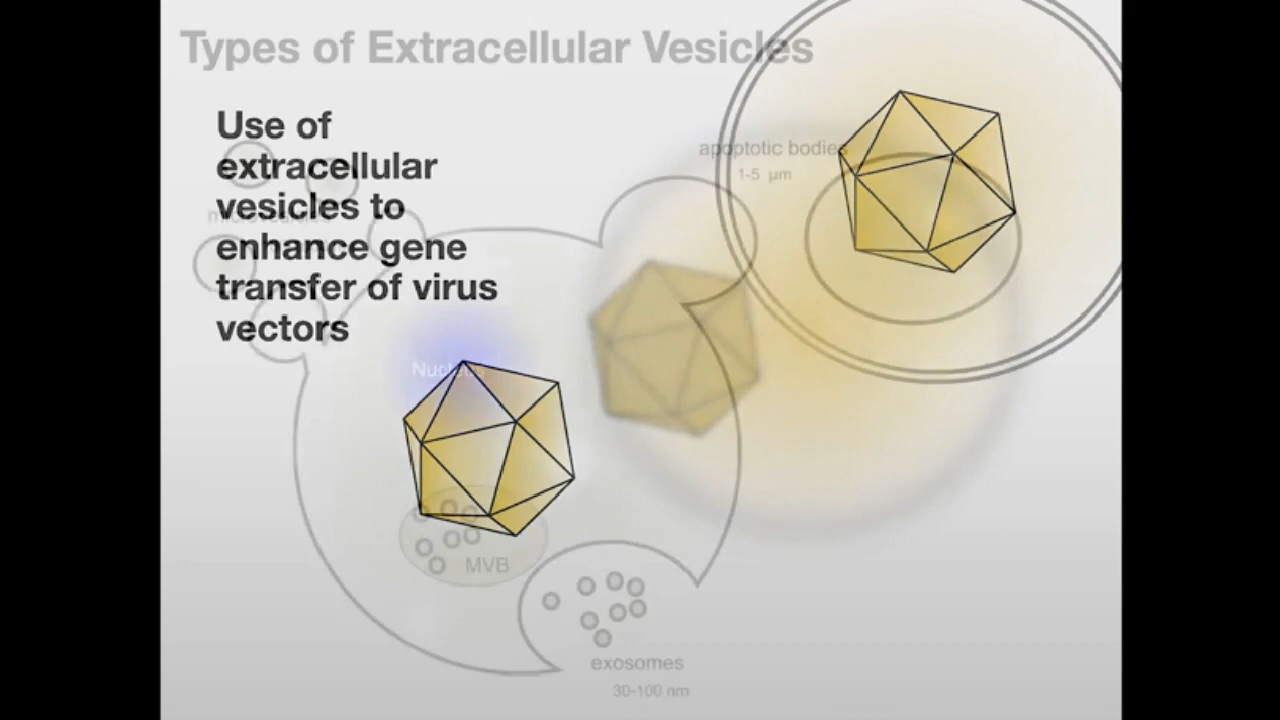 Types of Extracellular Vesicles
Use of
extracellular
vesicles to
enhance gene
transfer of virus
vectors
apoptotic bodies
1-5 μm
Nucleus
MVB
exosomes
30-100 nm